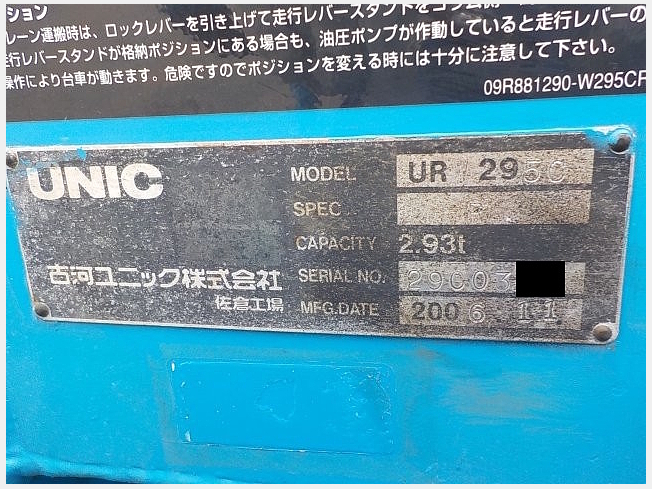 ション
レーン運搬時は、ロックレバーを引き上げて走行レバースタンドをコラム側
走行レバースタンドが格納ポジションにある場合も、油圧ポンプが作動していると走行レバーの
操作により台車が動きます。危険ですのでポジションを変える時には十分に注意して下さい。
09R881290-W295CR
UNIC
MODEL UR 295C
SPEC
CAPACITY 2.93t
古河ユニック株式会社 SERIAL NO. 29C03
佐倉工場 MFG.DATE 2006 11